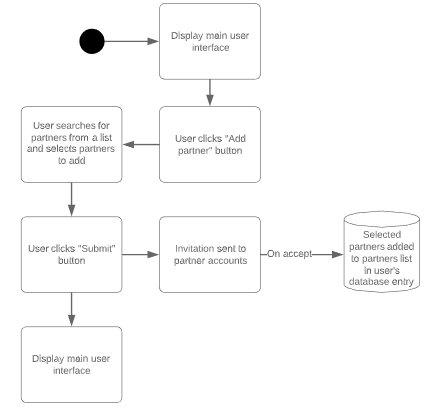 Display main user
interface
User searches for
partners from a list
and selects partners
to add
User clicks "Add
partner" button
User clicks "Submit"
button
Invitation sent to
partner accounts
On accept
Selected
partners added
to partners list
in user's
database entry
Display main user
interface